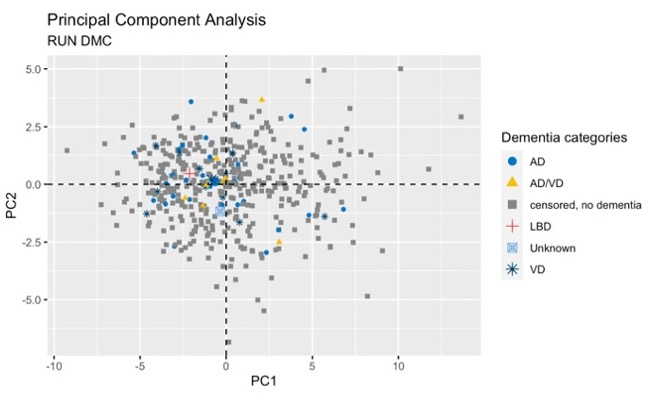 Principal Component Analysis
RUN DMC
PC2
5.0
2.5
0.0
-2.5
-5.0
-10
-5
0
5
10
PC1
Dementia categories
AD
AD/VD
censored, no dementia
LBD
Unknown
VD